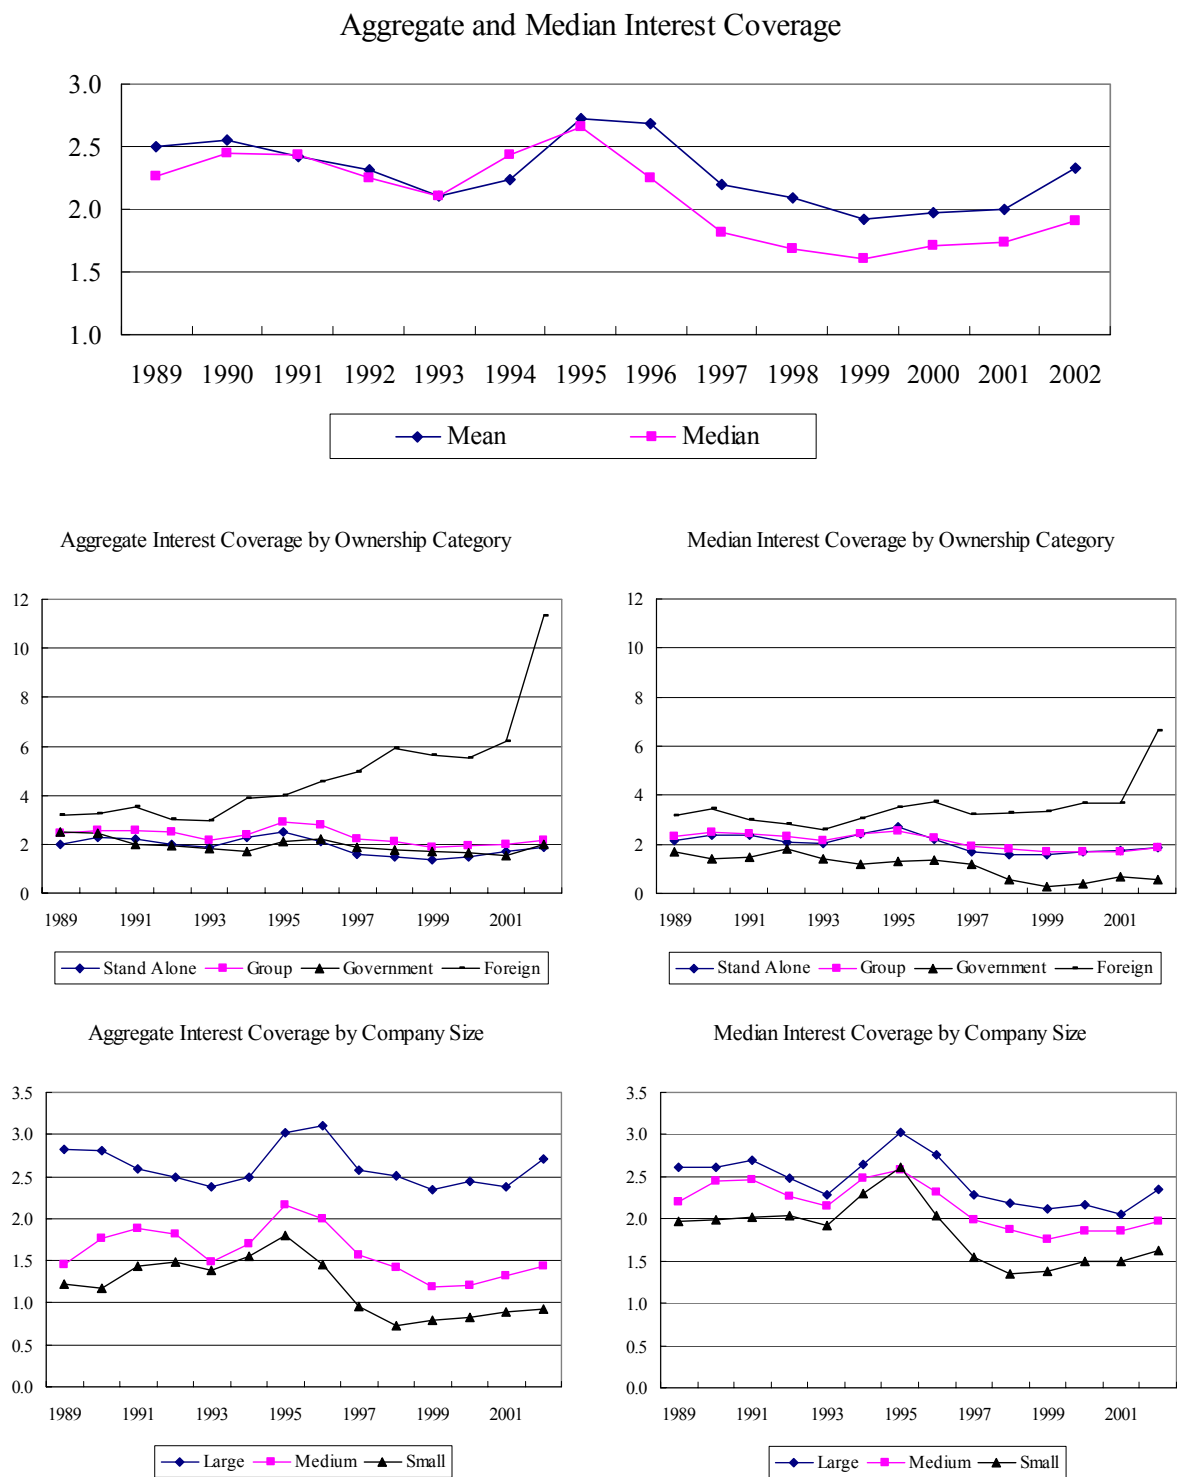 Aggregate and Median Interest Coverage
3.0
2.5
2.0
1.5
1.0
1989 1990 1991 1992 1993 1994 1995 1996 1997 1998 1999 2000 2001 2002
Mean Median
Aggregate Interest Coverage by Ownership Category
12
10
8
6
4
2
0
1989 1991 1993 1995 1997 1999 2001
Stand Alone Group Government Foreign
Median Interest Coverage by Ownership Category
12
10
8
6
4
2
0
1989 1991 1993 1995 1997 1999 2001
Stand Alone Group Government Foreign
Aggregate Interest Coverage by Company Size
3.5
3.0
2.5
2.0
1.5
1.0
0.5
0.0
1989 1991 1993 1995 1997 1999 2001
Large Medium Small
Median Interest Coverage by Company Size
3.5
3.0
2.5
2.0
1.5
1.0
0.5
0.0
1989 1991 1993 1995 1997 1999 2001
Large Medium Small